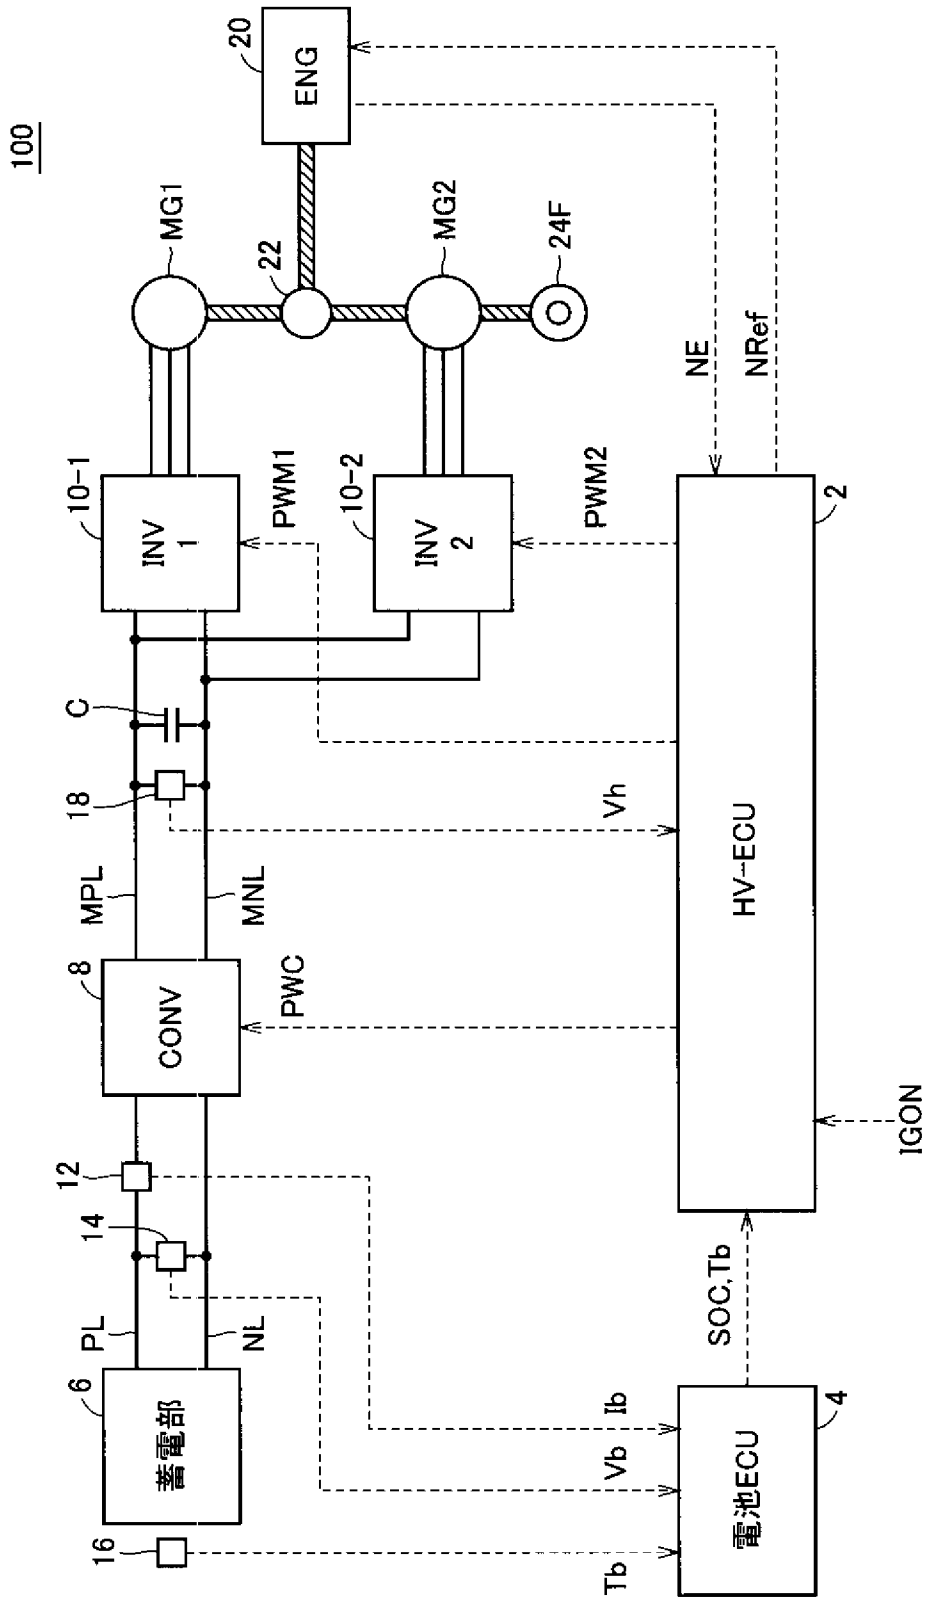 100
20
ENG
MG1
22
MG2
24F
10-1
INV
1
10-2
INV
2
PWM1
PWM2
NE
NRef
C
18
MPL
MNL
Vh
8
CONV
PWC
HV-ECU
2
IGON
12
14
PL
NL
6
蓄電部
16
Tb
Vb
Ib
SOC,Tb
電池ECU
4